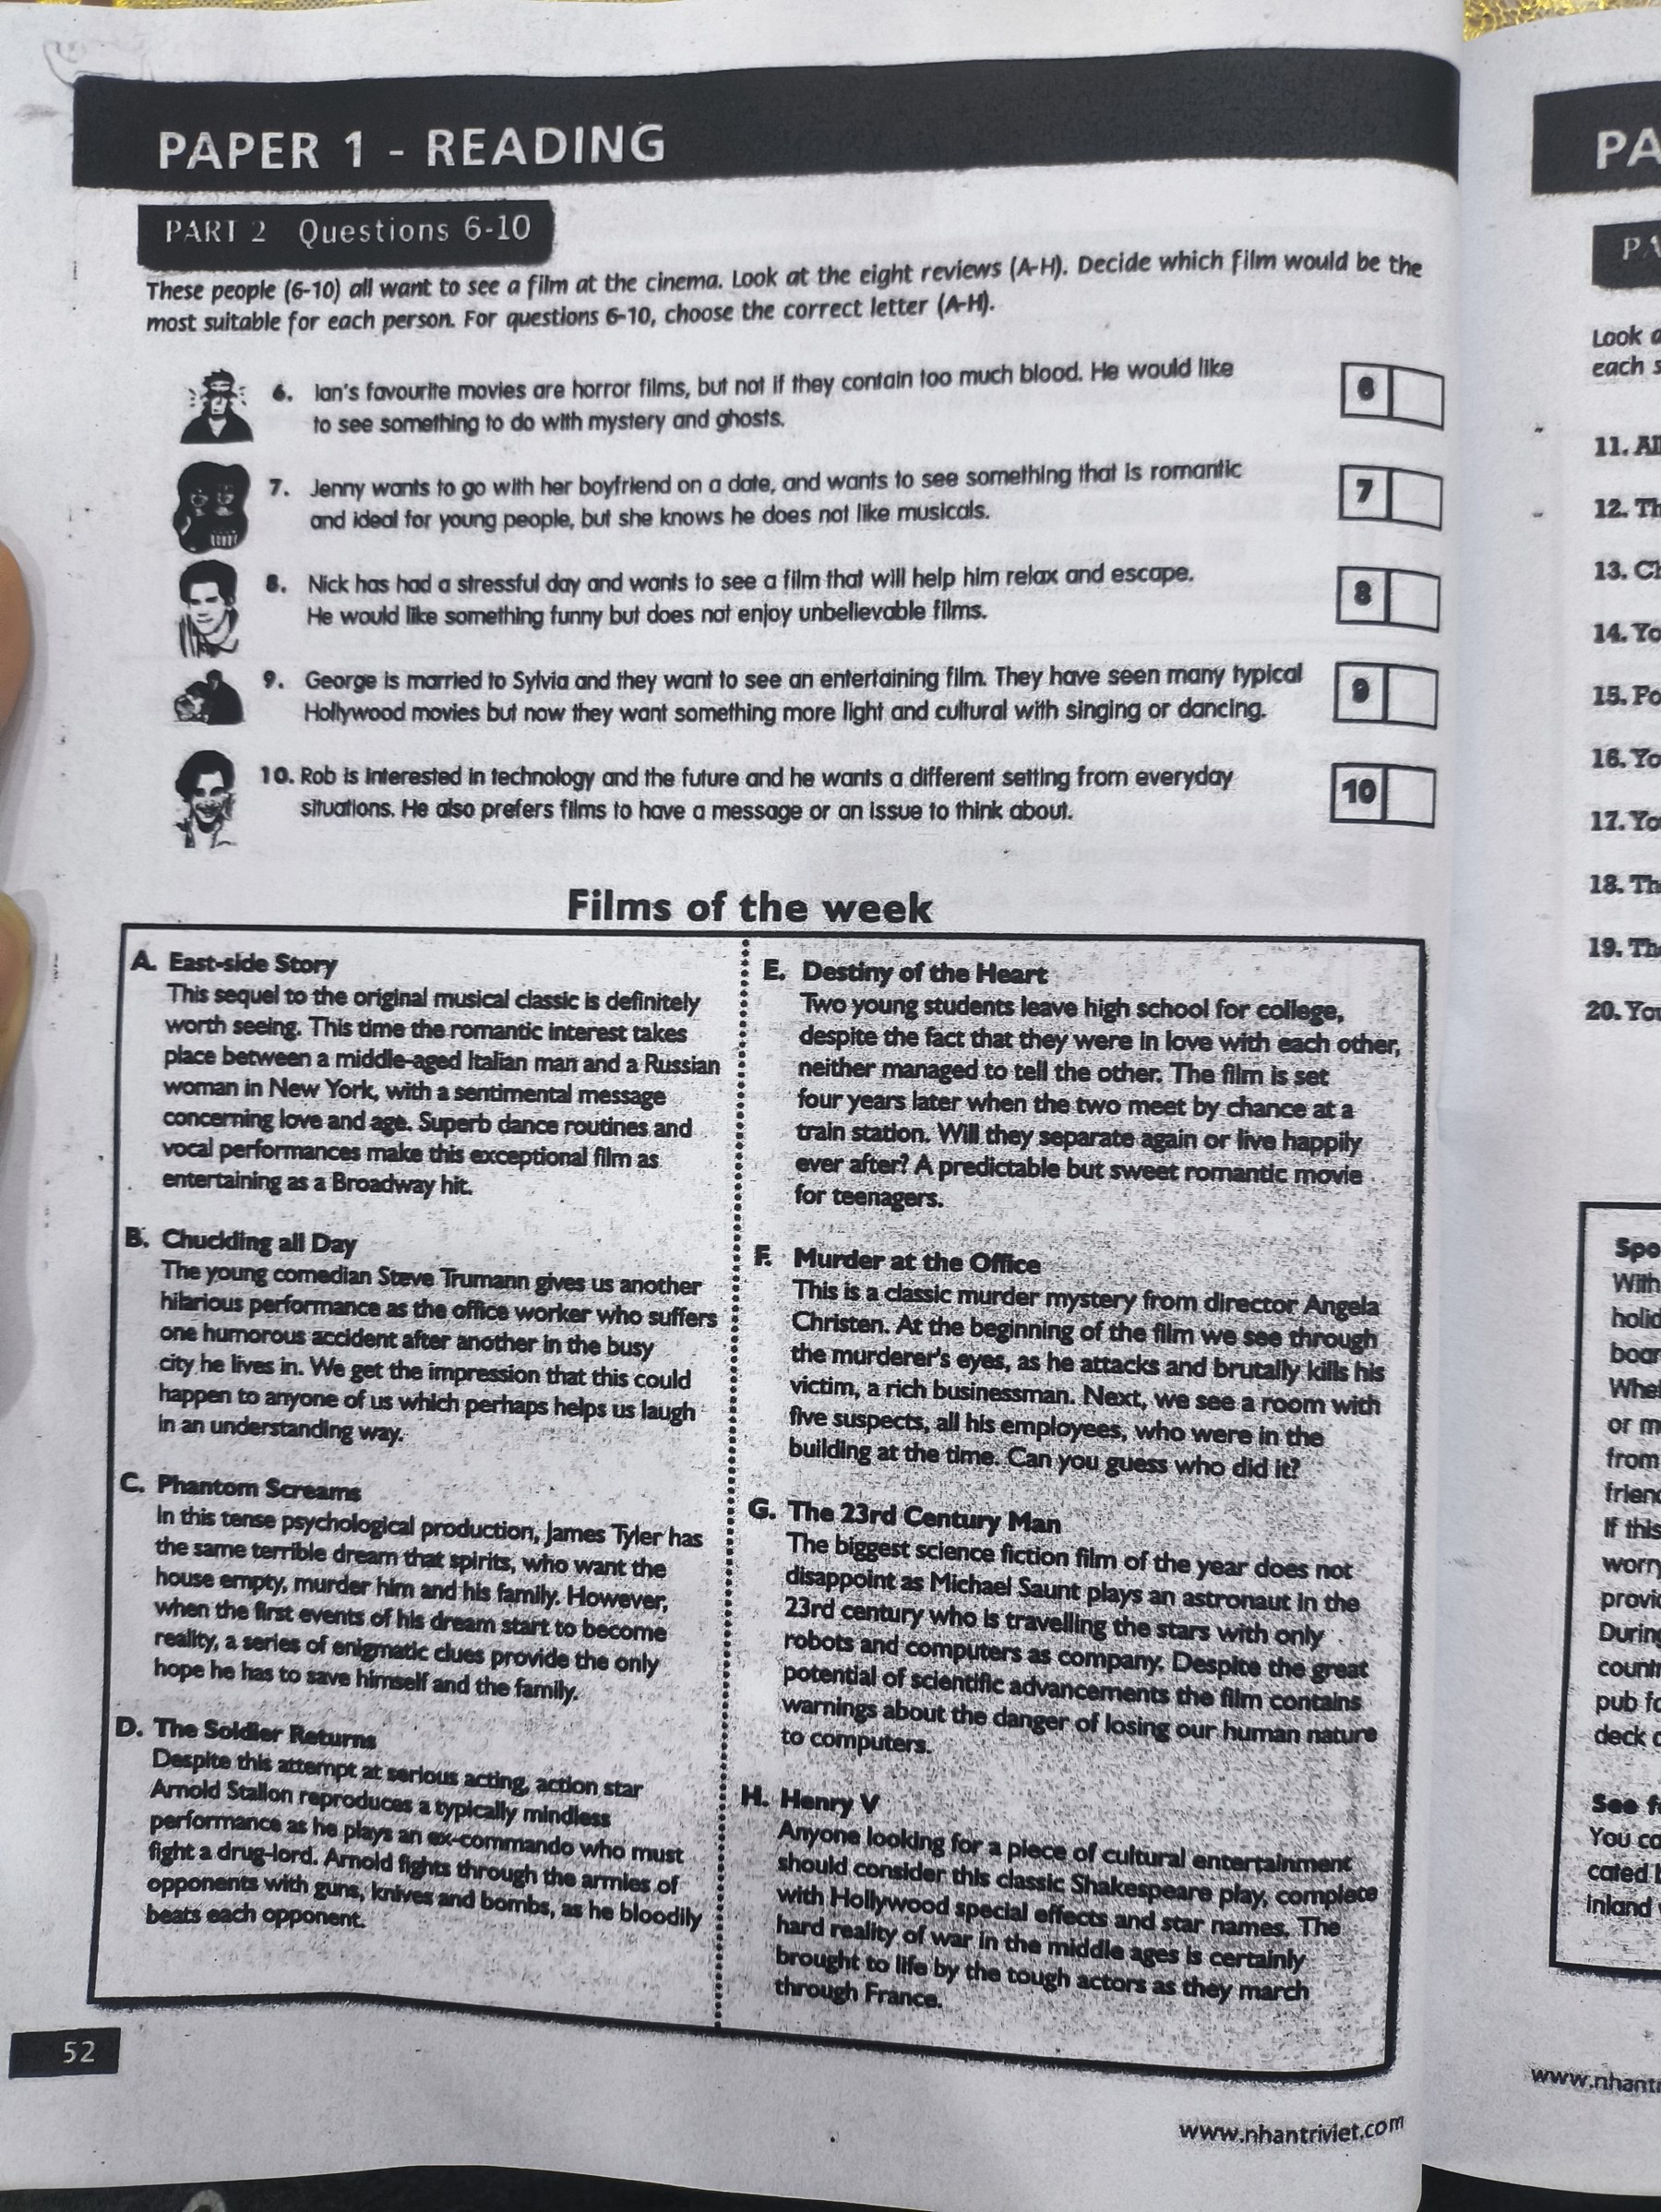 PAPER 1 - READING
PART 2 Questions 6-10
These people (6-10) all want to see a film at the cinema. Look at the eight reviews (A-H). Decide which film would be the
most suitable for each person. For questions 6-10, choose the correct letter (A-H).
6. Ian's favourite movies are horror films, but not if they contain too much blood. He would like
to see something to do with mystery and ghosts.
6
7. Jenny wants to go with her boyfriend on a date, and wants to see something that is romantic
and ideal for young people, but she knows he does not like musicals.
7
8. Nick has had a stressful day and wants to see a film that will help him relax and escape.
He would like something funny but does not enjoy unbelievable films.
8
9. George is married to Sylvia and they want to see an entertaining film. They have seen many typical
Hollywood movies but now they want something more light and cultural with singing or dancing.
9
10. Rob is interested in technology and the future and he wants a different setting from everyday
situations. He also prefers films to have a message or an issue to think about.
10
Films of the week
A. East-side Story
This sequel to the original musical classic is definitely
worth seeing. This time the romantic interest takes
place between a middle-aged Italian man and a Russian
woman in New York, with a sentimental message
concerning love and age. Superb dance routines and
vocal performances make this exceptional film as
entertaining as a Broadway hit.
B. Chuckling all Day
The young comedian Steve Trumann gives us another
hilarious performance as the office worker who suffers
one humorous accident after another in the busy
city he lives in. We get the impression that this could
happen to anyone of us which perhaps helps us laugh
in an understanding way.
C. Phantom Screams
In this tense psychological production, James Tyler has
the same terrible dream that spirits, who want the
house empty, murder him and his family. However,
when the first events of his dream start to become
reality, a series of enigmatic clues provide the only
hope he has to save himself and the family.
D. The Soldier Returns
Despite this attempt at serious acting, action star
Arnold Stallon reproduces a typically mindless
performance as he plays an ex-commando who must
fight a drug-lord. Arnold fights through the armies of
opponents with guns, knives and bombs, as he bloodily
beats each opponent.
E. Destiny of the Heart
Two young students leave high school for college,
despite the fact that they were in love with each other,
neither managed to tell the other. The film is set
four years later when the two meet by chance at a
train station. Will they separate again or live happily
ever after? A predictable but sweet romantic movie
for teenagers.
F. Murder at the Office
This is a classic murder mystery from director Angela
Christen. At the beginning of the film we see through
the murderer's eyes, as he attacks and brutally kills his
victim, a rich businessman. Next, we see a room with
five suspects, all his employees, who were in the
building at the time. Can you guess who did it?
G. The 23rd Century Man
The biggest science fiction film of the year does not
disappoint as Michael Saunt plays an astronaut in the
23rd century who is travelling the stars with only
robots and computers as company. Despite the great
potential of scientific advancements the film contains
warnings about the danger of losing our human nature
to computers.
H. Henry V
Anyone looking for a piece of cultural entertainment
should consider this classic Shakespeare play, complete
with Hollywood special effects and star names. The
hard reality of war in the middle ages is certainly
brought to life by the tough actors as they march
through France.
52
www.nhantriviet.com
PA
PA
Look
each
11.
12.
13.
14.
15.
16.
17.
18.
19.
20.
With
from
If this
During
pub
deck
See
You
inland